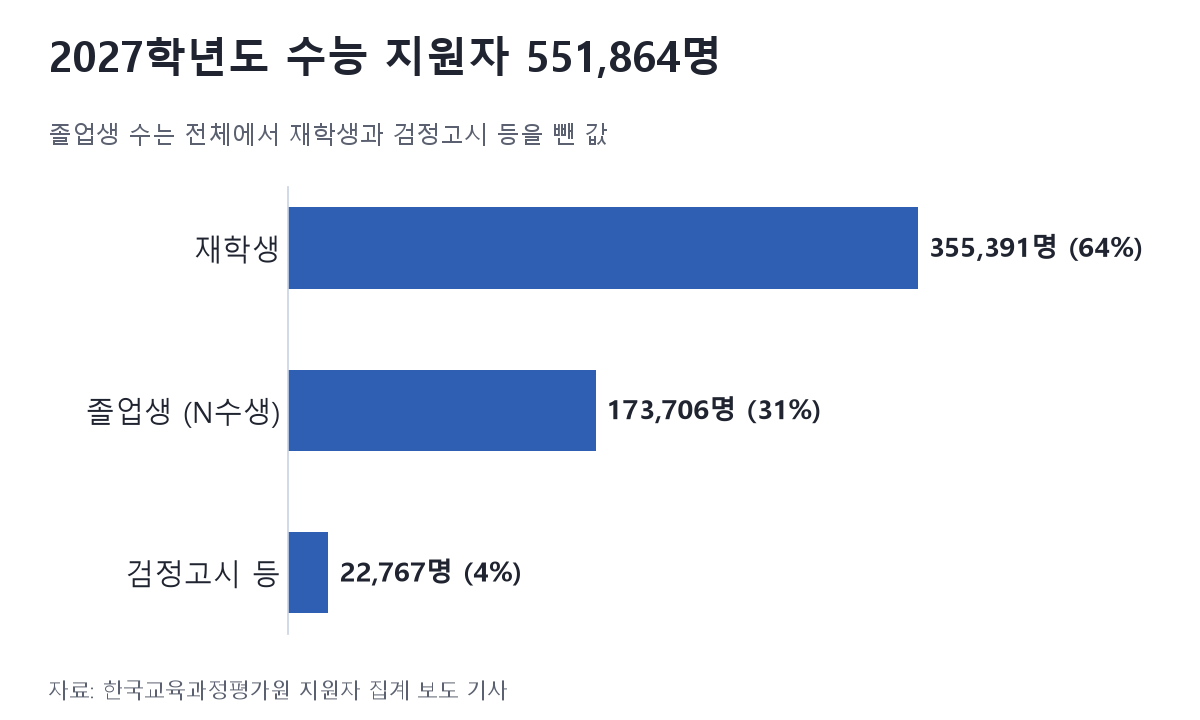 2027학년도 수능 지원자 551,864명
졸업생 수는 전체에서 재학생과 검정고시 등을 뺀 값
재학생 355,391명 (64%)
졸업생 (N수생) 173,706명 (31%)
검정고시 등 22,767명 (4%)
자료: 한국교육과정평가원 지원자 집계 보도 기사